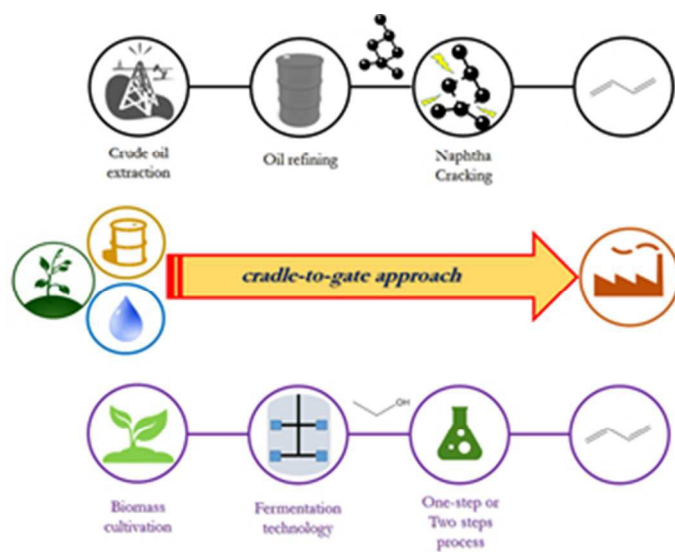 Crude oil
extraction
Oil refining
Naphtha
Cracking
cradle-to-gate approach
OH
Biomass
cultivation
Fermentation
technology
One-step or
Two steps
process